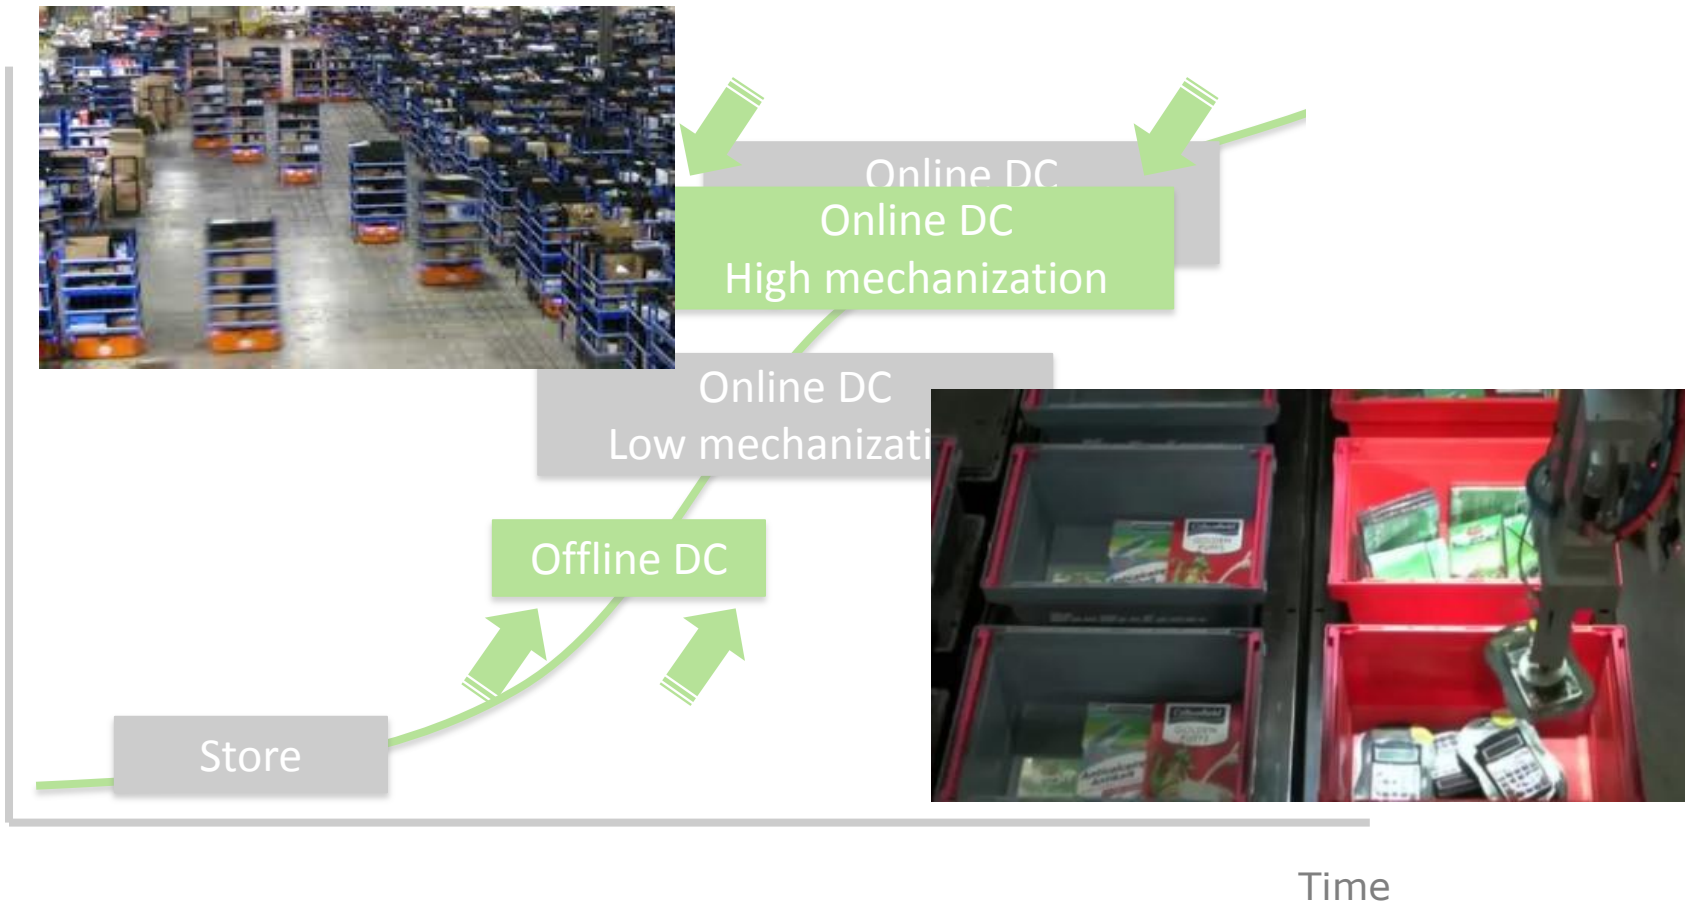 Online DC
Online DC
High mechanization
Online DC
Low mechanizati
Offline DC
Store
Time